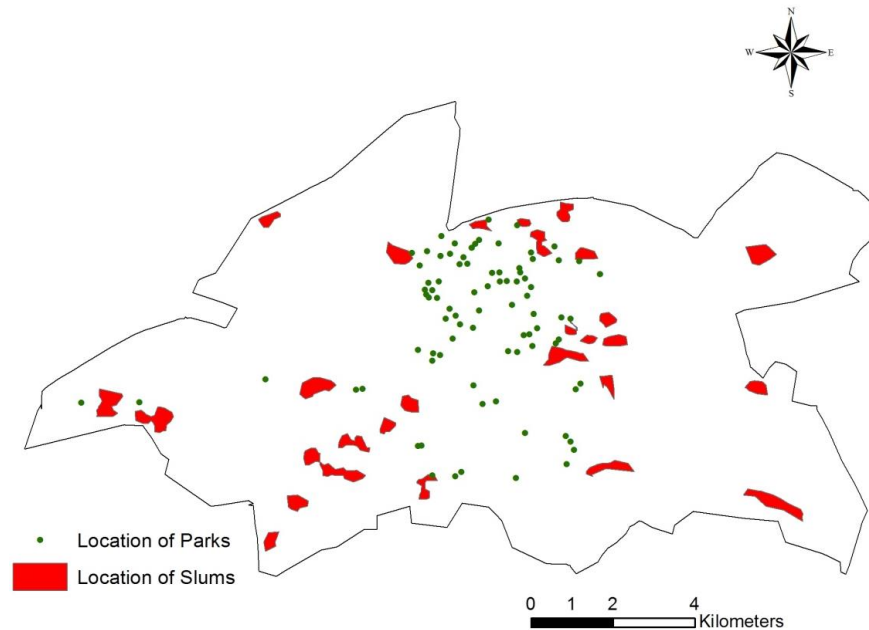 N
W E
S
Location of Parks
Location of Slums
0 1 2 4
Kilometers